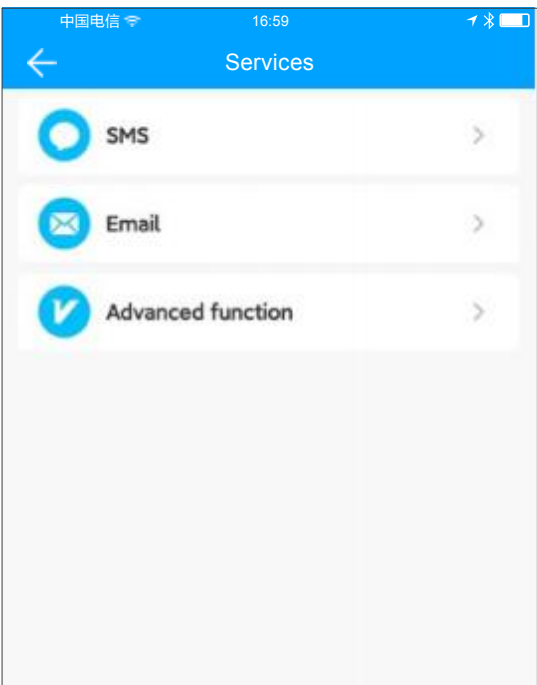 中国电信 16:59
Services
SMS
Email
Advanced function